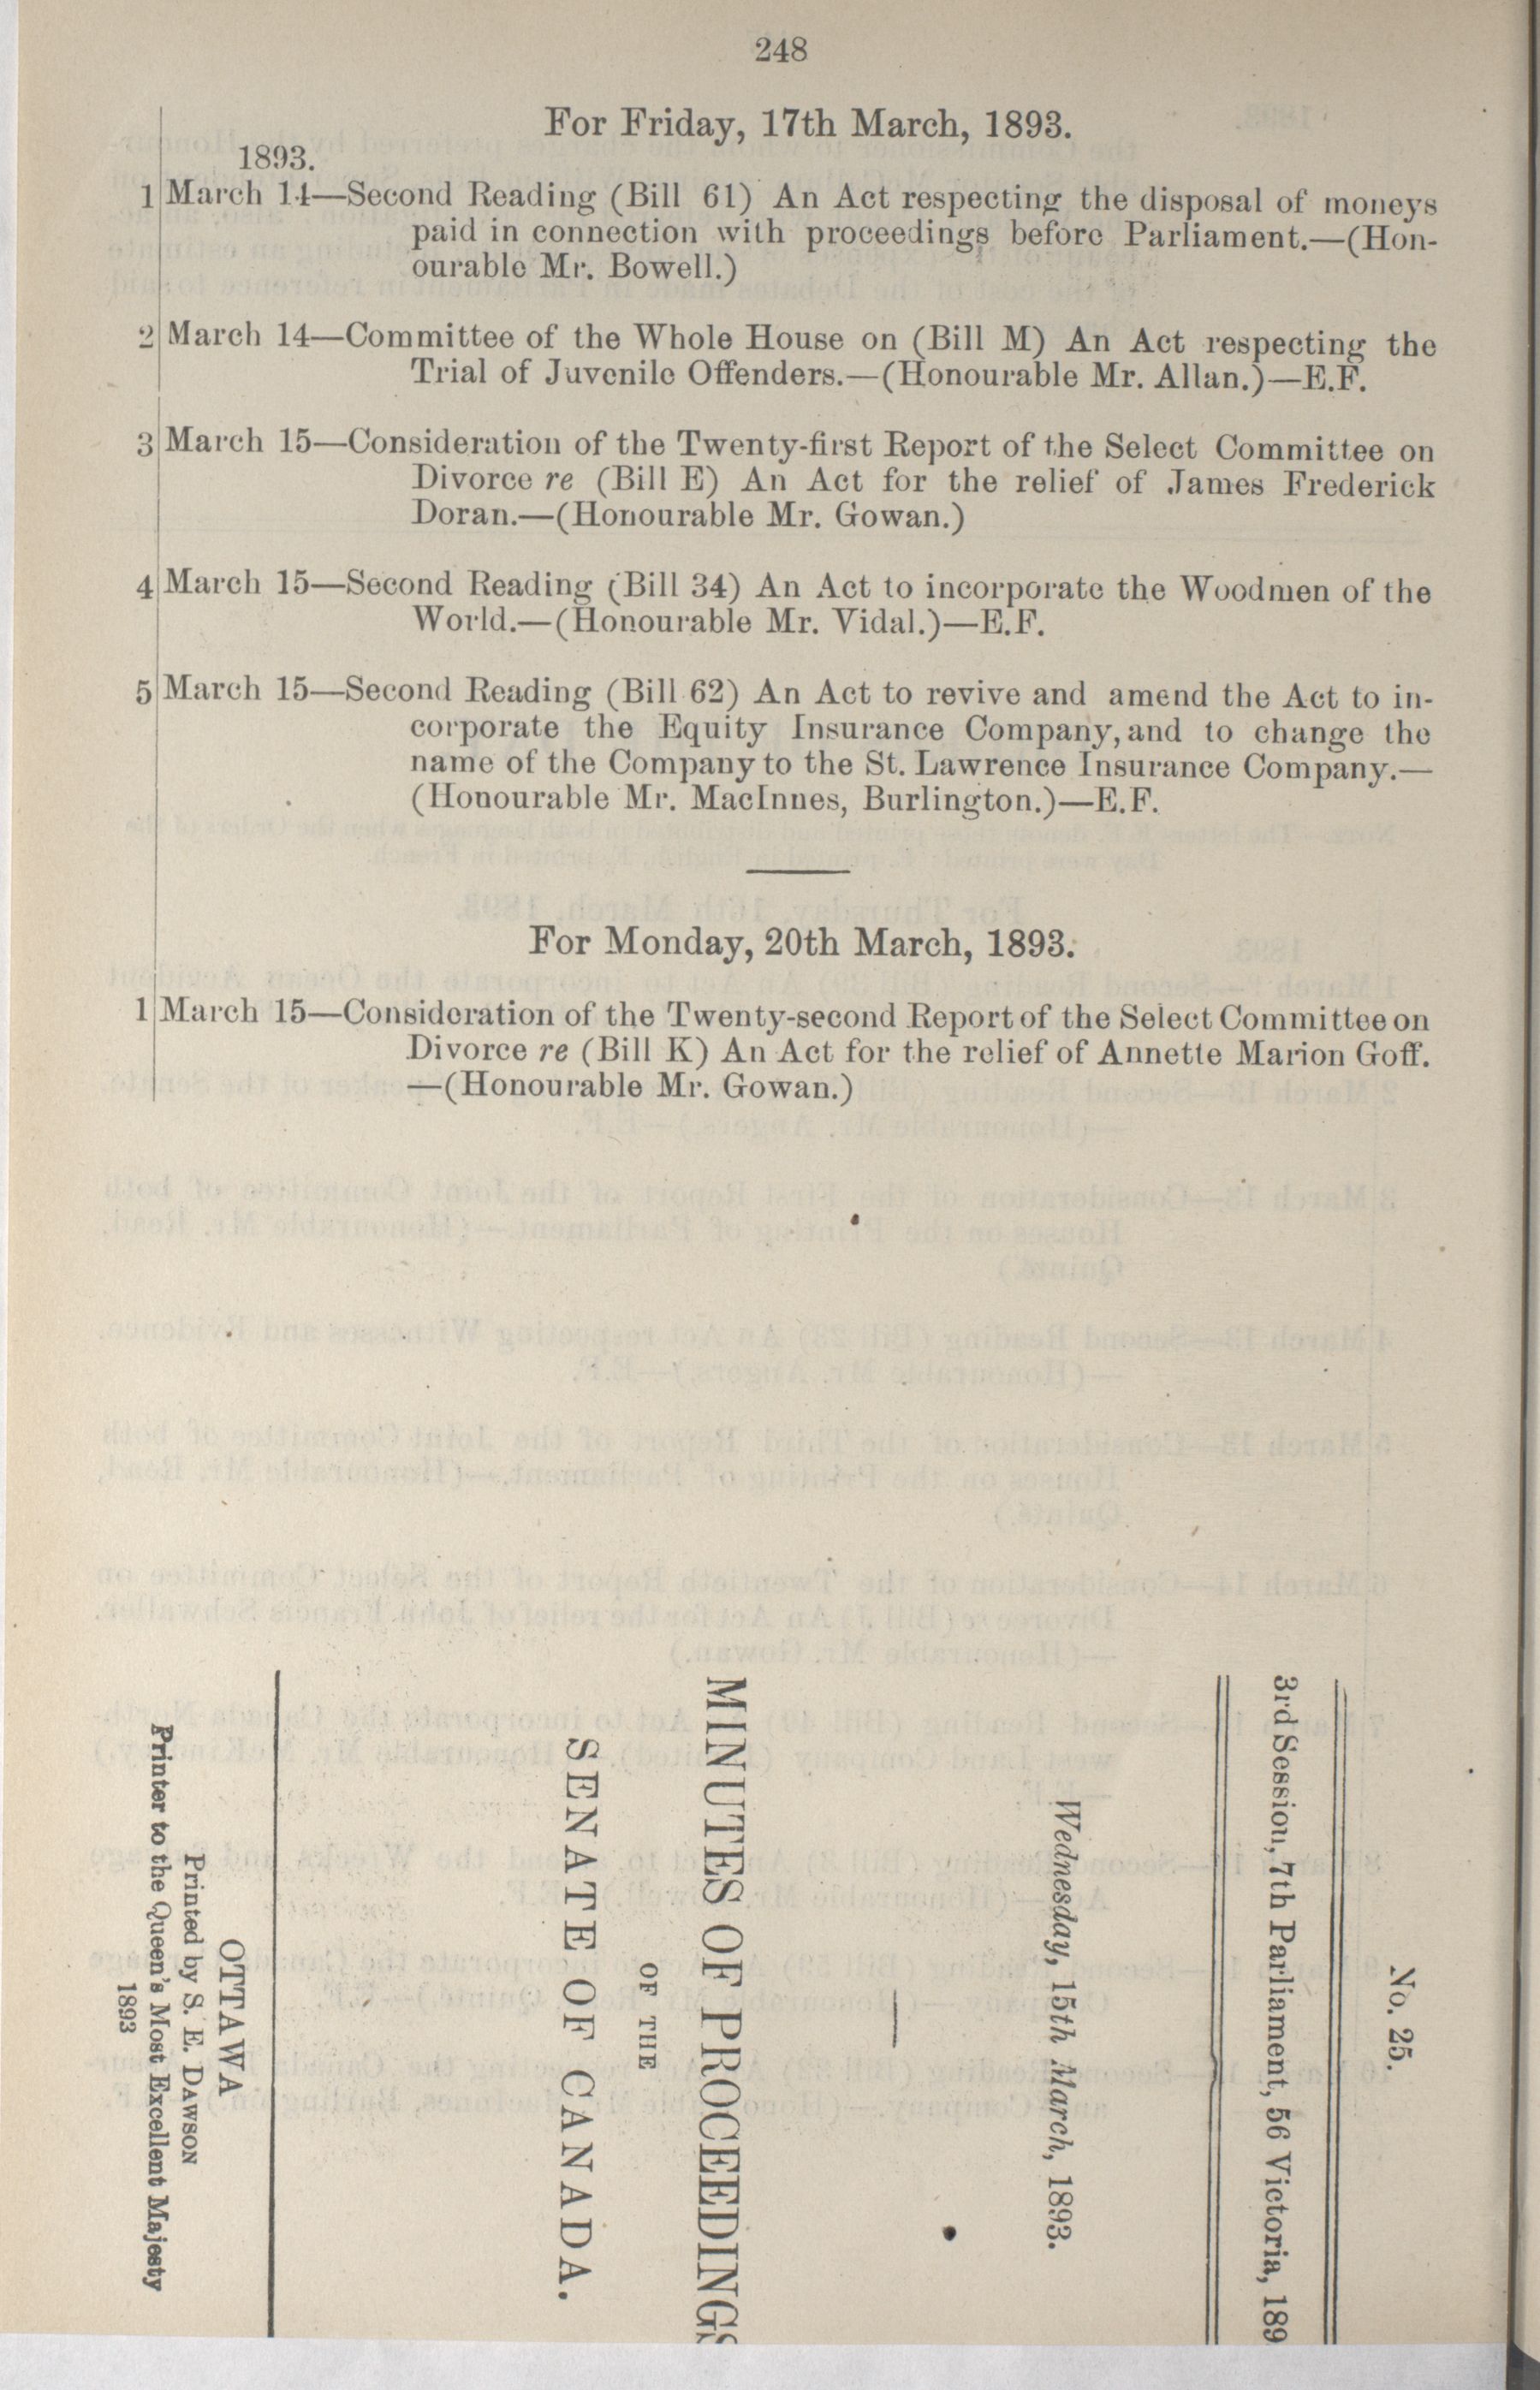 248
For Friday, 17th March, 1893.
1893.
1 March 14—Second Reading (Bill 61) An Act respecting the disposal of moneys
paid in connection with proceedings before Parliament.—(Hon-
ourable Mr. Bowell.)
2 March 14—Committee of the Whole House on (Bill M) An Act respecting the
Trial of Juvenile Offenders.—(Honourable Mr. Allan.)—E.F.
3 March 15—Consideration of the Twenty-first Report of the Select Committee on
Divorce re (Bill E) An Act for the relief of James Frederick
Doran.—(Honourable Mr. Gowan.)
4 March 15—Second Reading (Bill 34) An Act to incorporate the Woodmen of the
World.—(Honourable Mr. Vidal.)—E.F.
5 March 15—Second Reading (Bill 62) An Act to revive and amend the Act to in-
corporate the Equity Insurance Company, and to change the
name of the Company to the St. Lawrence Insurance Company.—
(Honourable Mr. MacInnes, Burlington.)—E.F.
For Monday, 20th March, 1893.
1 March 15—Consideration of the Twenty-second Report of the Select Committee on
Divorce re (Bill K) An Act for the relief of Annette Marion Goff.
—(Honourable Mr. Gowan.)
No. 25.
3rd Session, 7th Parliament, 56 Victoria, 189
Wednesday, 15th March, 1893.
MINUTES OF PROCEEDINGS
OF THE
SENATE OF CANADA.
OTTAWA
Printed by S. E. DAWSON
Printer to the Queen's Most Excellent Majesty
1893